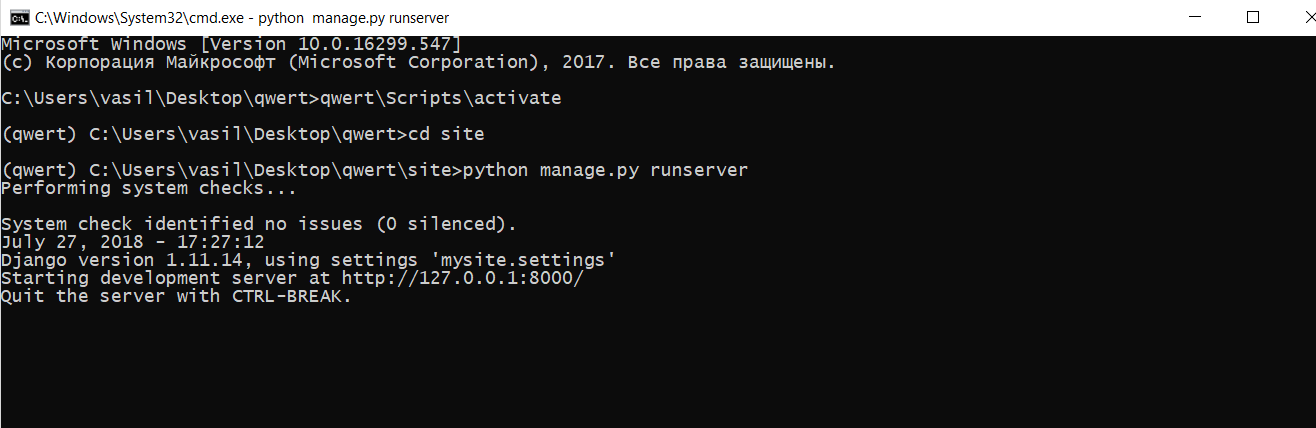 C:\Windows\System32\cmd.exe - python  manage.py runserver
Microsoft Windows [Version 10.0.16299.547]
(c) Корпорация Майкрософт (Microsoft Corporation), 2017. Все права защищены.
C:\Users\vasil\Desktop\qwert>qwert\Scripts\activate
(qwert) C:\Users\vasil\Desktop\qwert>cd site
(qwert) C:\Users\vasil\Desktop\qwert\site>python manage.py runserver
Performing system checks...
System check identified no issues (0 silenced).
July 27, 2018 - 17:27:12
Django version 1.11.14, using settings 'mysite.settings'
Starting development server at http://127.0.0.1:8000/
Quit the server with CTRL-BREAK.